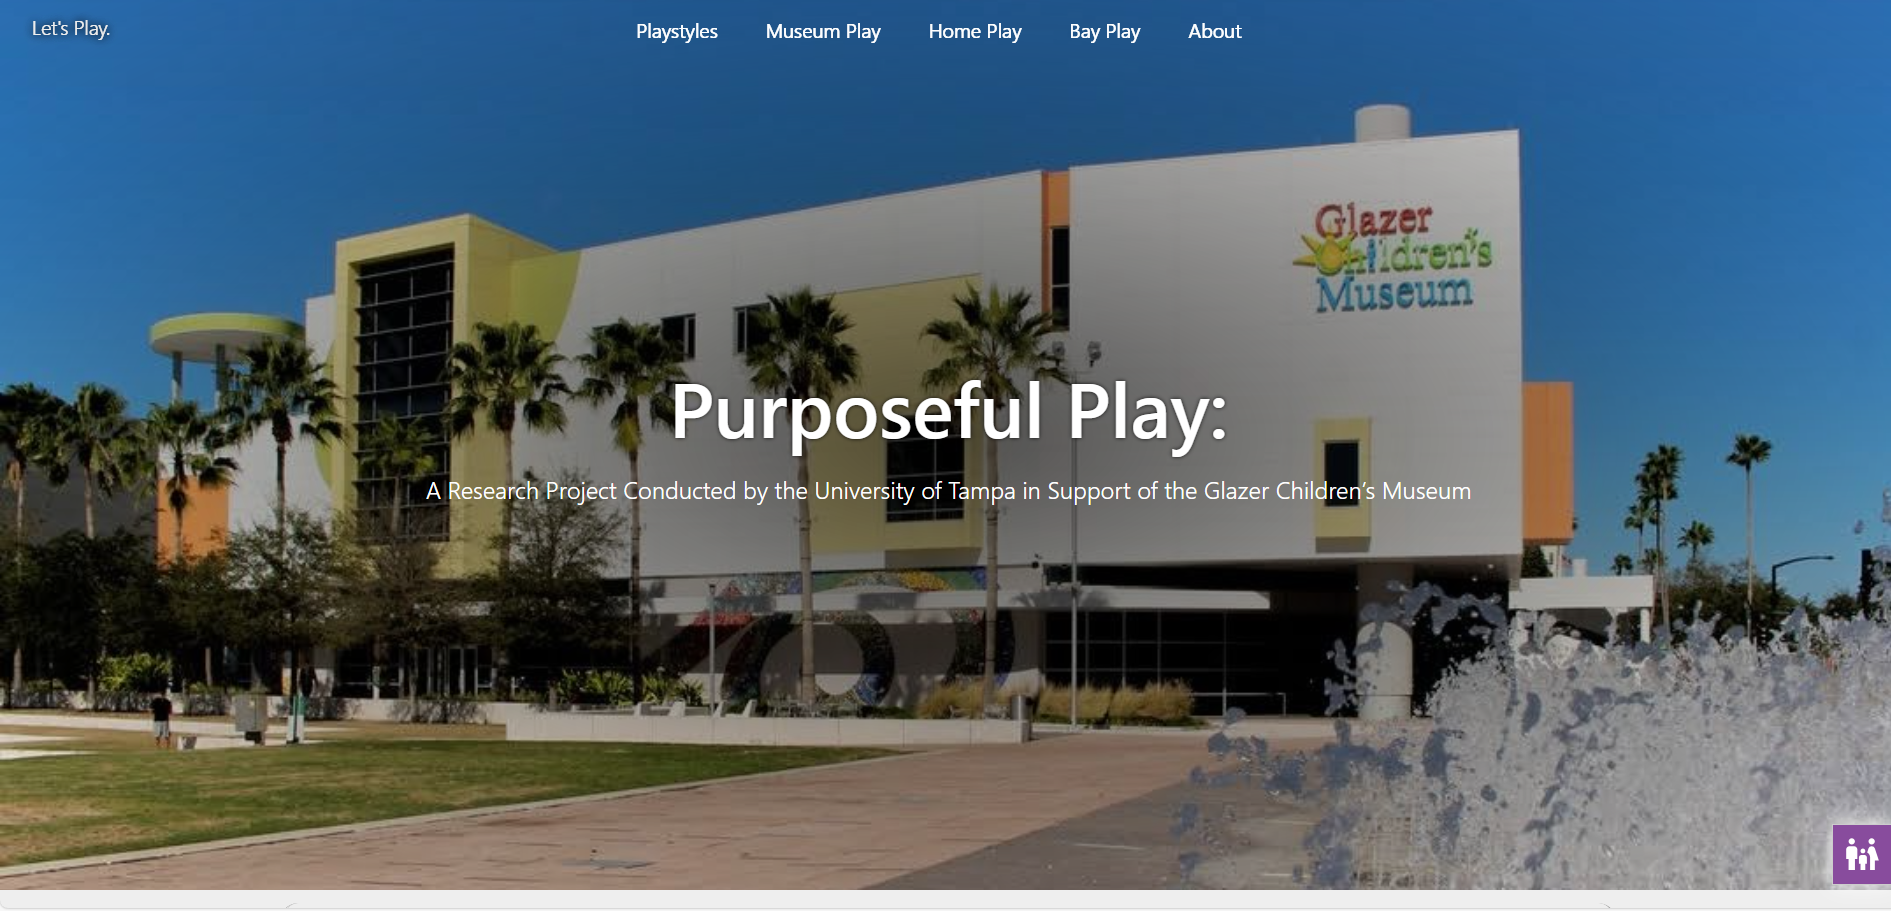 Let's Play.
Playstyles
Museum Play
Home Play
Bay Play
About
Glazer
Children's
Museum
Purposeful Play:
A Research Project Conducted by the University of Tampa in Support of the Glazer Children’s Museum